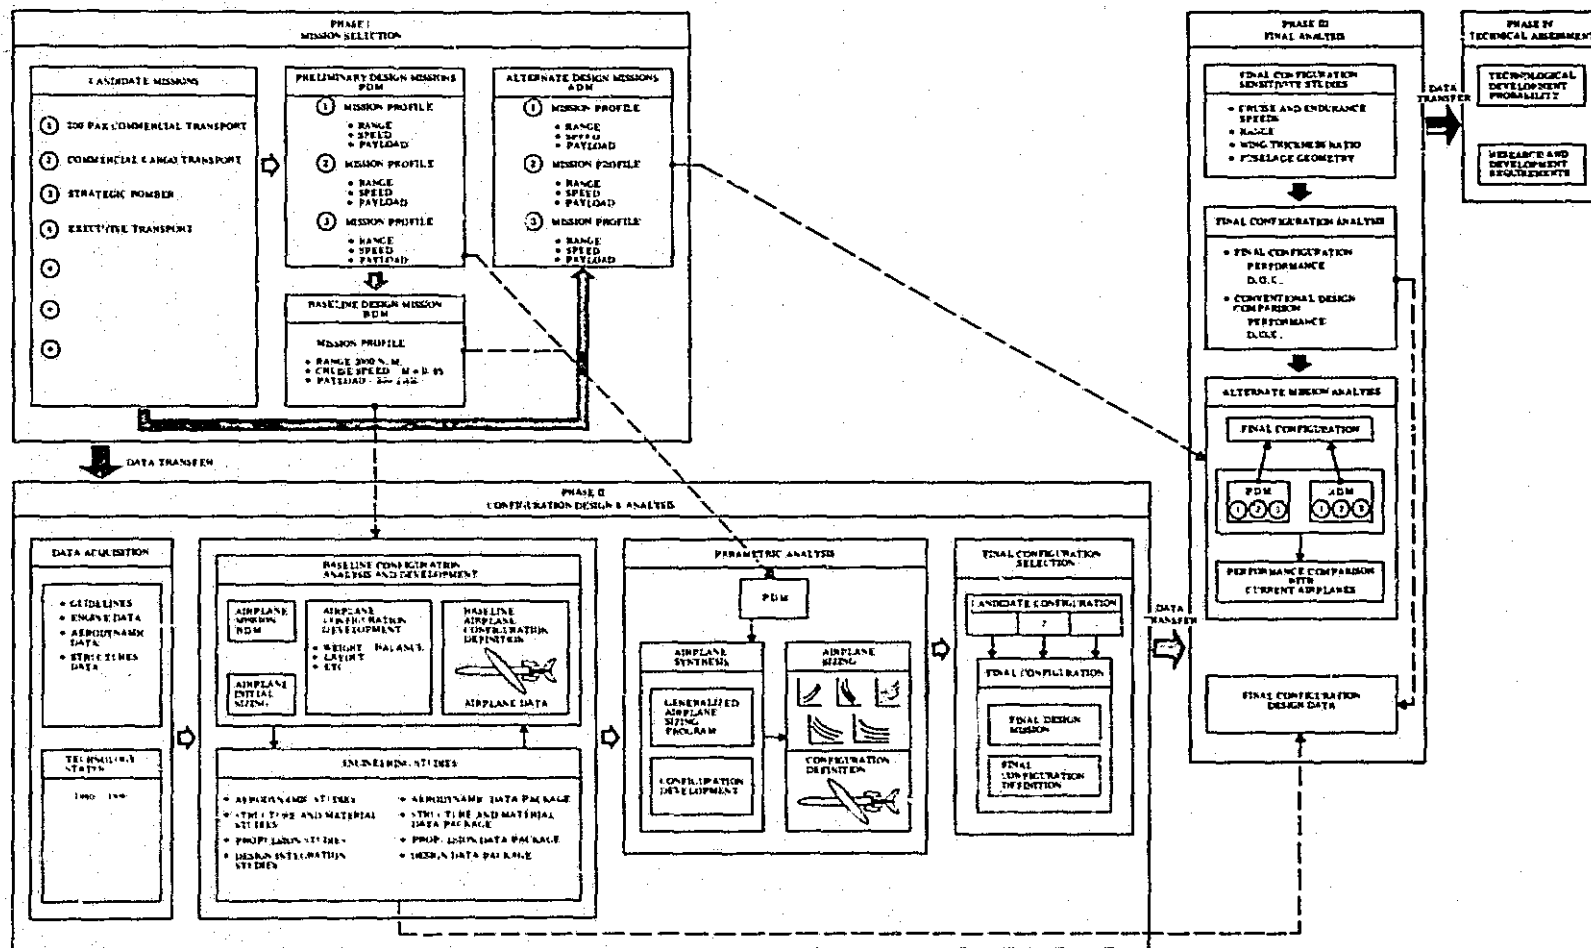 PHASE I
MISSION SELECTION
CANDIDATE MISSIONS
1 200 PAX COMMERCIAL TRANSPORT
2 COMMERCIAL CARGO TRANSPORT
3 STRATEGIC BOMBER
4 EXECUTIVE TRANSPORT
PRELIMINARY DESIGN MISSIONS
PDM
1 MISSION PROFILE
• RANGE
• SPEED
• PAYLOAD
2 MISSION PROFILE
• RANGE
• SPEED
• PAYLOAD
3 MISSION PROFILE
• RANGE
• SPEED
• PAYLOAD
ALTERNATE DESIGN MISSIONS
ADM
1 MISSION PROFILE
• RANGE
• SPEED
• PAYLOAD
2 MISSION PROFILE
• RANGE
• SPEED
• PAYLOAD
3 MISSION PROFILE
• RANGE
• SPEED
• PAYLOAD
BASELINE DESIGN MISSION
BDM
MISSION PROFILE
• RANGE N.M.
• CRUISE SPEED
• PAYLOAD
DATA TRANSFER
PHASE II
CONFIGURATION DESIGN & ANALYSIS
DATA ACQUISITION
• GUIDELINES
• ENGINE DATA
• AERODYNAMIC
DATA
• STRUCTURES
DATA
TECHNOLOGY
STATUS
BASELINE CONFIGURATION
ANALYSIS AND DEVELOPMENT
AIRPLANE
MISSION
BDM
AIRPLANE
INITIAL
SIZING
AIRPLANE
CONFIGURATION
DEVELOPMENT
• WEIGHT BALANCE
• LAYOUT
• ETC
BASELINE
AIRPLANE
CONFIGURATION
DEFINITION
AIRPLANE DATA
ENGINEERING STUDIES
• AERODYNAMIC STUDIES
• STRUCTURE AND MATERIAL
STUDIES
• PROPULSION STUDIES
• DESIGN INTEGRATION
STUDIES
• AERODYNAMIC DATA PACKAGE
• STRUCTURE AND MATERIAL
DATA PACKAGE
• PROPULSION DATA PACKAGE
• DESIGN DATA PACKAGE
PARAMETRIC ANALYSIS
PDM
AIRPLANE
SYNTHESIS
GENERALIZED
AIRPLANE
SIZING
PROGRAM
CONFIGURATION
DEVELOPMENT
AIRPLANE
SIZING
CONFIGURATION
DEFINITION
FINAL CONFIGURATION
SELECTION
CANDIDATE CONFIGURATION
2
FINAL CONFIGURATION
FINAL DESIGN
MISSION
FINAL
CONFIGURATION
DEFINITION
DATA
TRANSFER
PHASE III
FINAL ANALYSIS
FINAL CONFIGURATION
SENSITIVITY STUDIES
• CRUISE AND ENDURANCE
SPEEDS
• RANGE
• WING THICKNESS RATIO
• FUSELAGE GEOMETRY
FINAL CONFIGURATION ANALYSIS
• FINAL CONFIGURATION
PERFORMANCE
D.O.C.
• CONVENTIONAL DESIGN
COMPARISON
PERFORMANCE
D.O.C.
ALTERNATE MISSION ANALYSIS
FINAL CONFIGURATION
PDM
1 2 3
ADM
1 2 3
PERFORMANCE COMPARISON
WITH
CURRENT AIRPLANES
FINAL CONFIGURATION
DESIGN DATA
DATA
TRANSFER
PHASE IV
TECHNICAL ASSESSMENT
TECHNOLOGICAL
DEVELOPMENT
PROBABILITY
RESEARCH AND
DEVELOPMENT
REQUIREMENTS